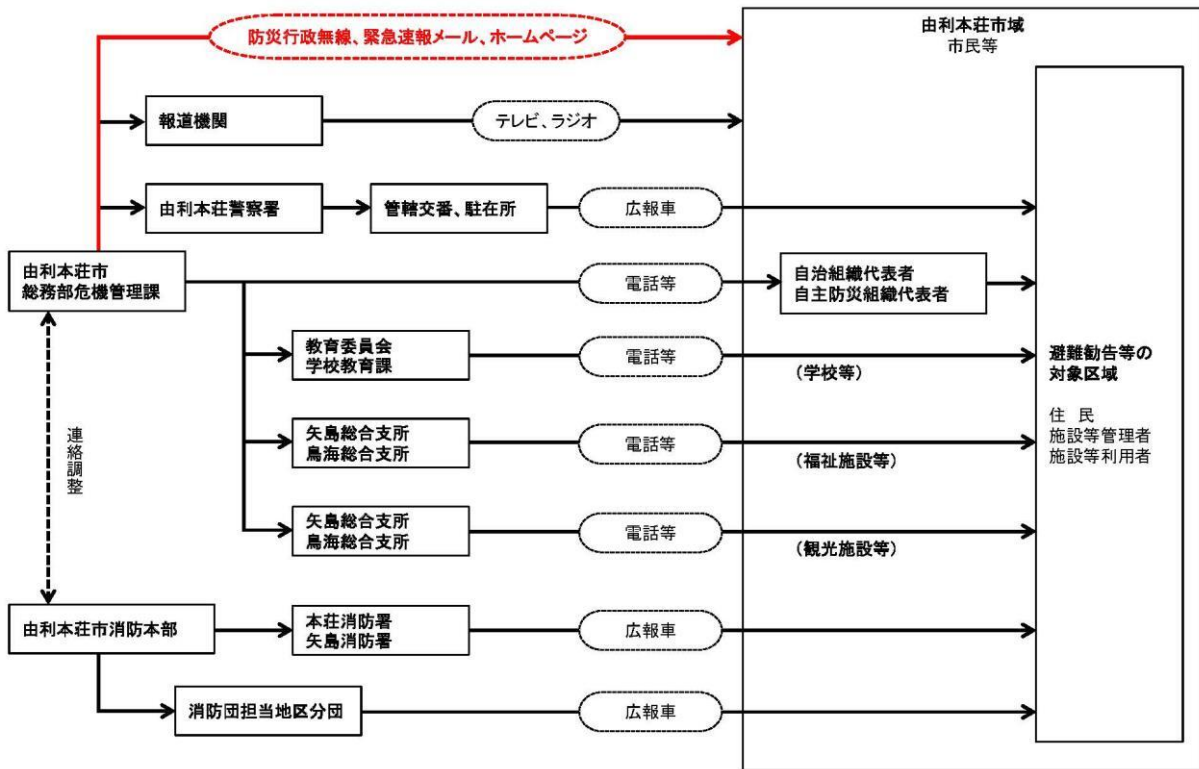 防災行政無線、緊急速報メール、ホームページ
由利本荘市域
市民等
報道機関
テレビ、ラジオ
由利本荘警察署
管轄交番、駐在所
広報車
由利本荘市
総務部危機管理課
電話等
自治組織代表者
自主防災組織代表者
教育委員会
学校教育課
電話等
(学校等)
避難勧告等の
対象区域
住 民
施設等管理者
施設等利用者
矢島総合支所
鳥海総合支所
電話等
(福祉施設等)
連絡調整
矢島総合支所
鳥海総合支所
電話等
(観光施設等)
由利本荘市消防本部
本荘消防署
矢島消防署
広報車
消防団担当地区分団
広報車